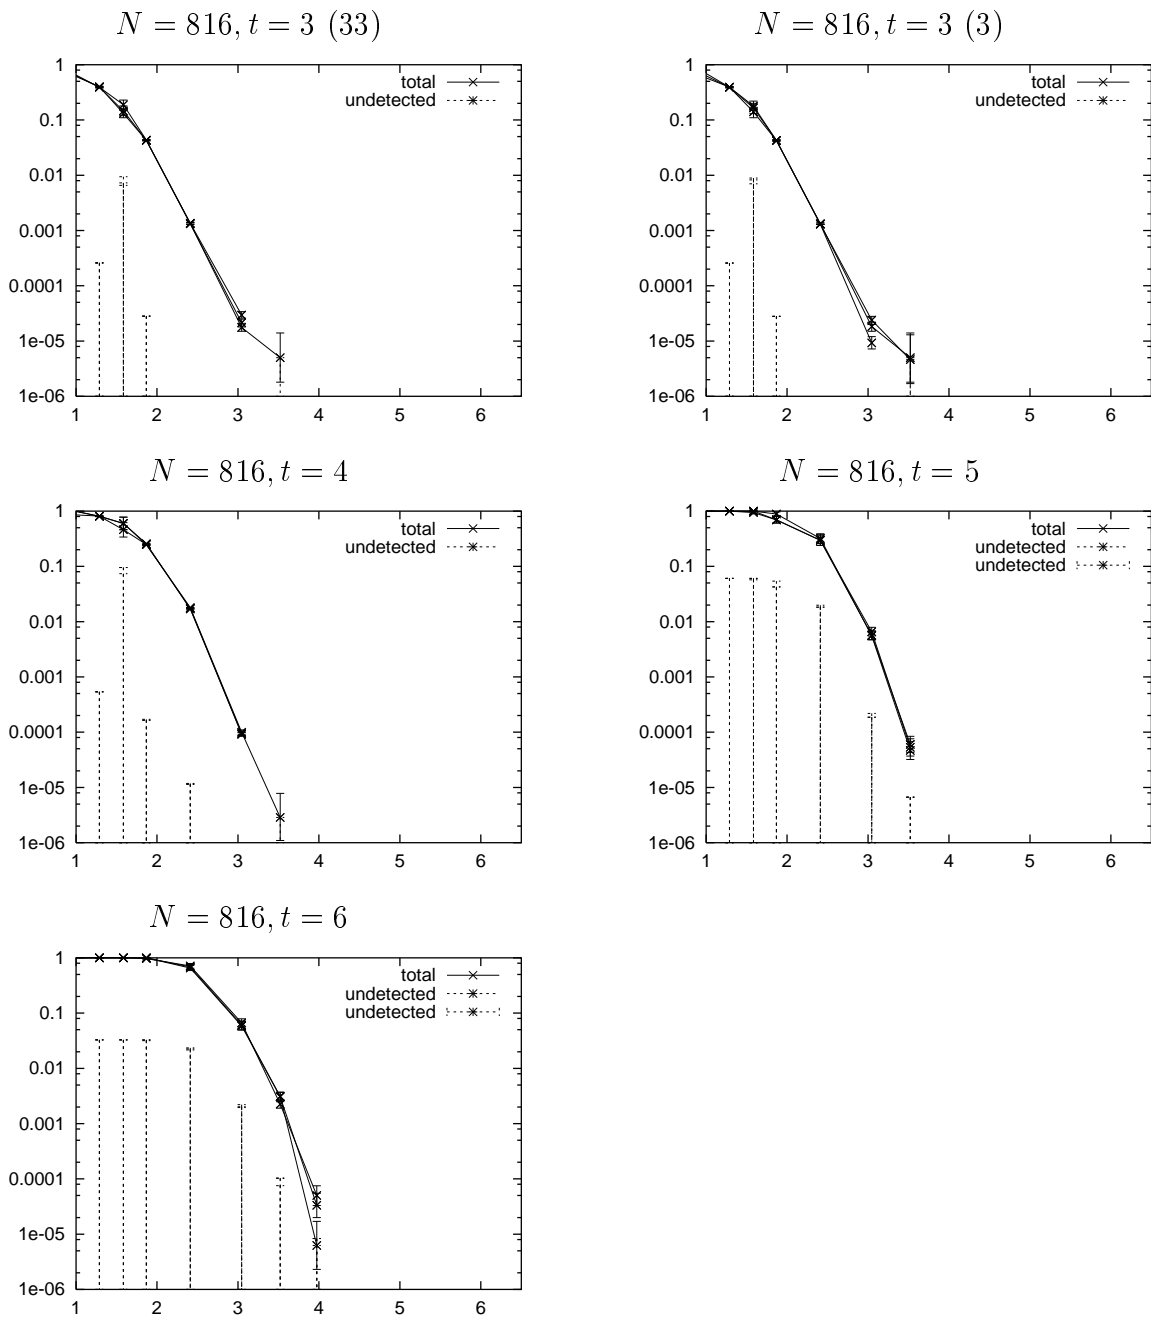 N = 816, t = 3 (33)
1
0.1
0.01
0.001
0.0001
1e-05
1e-06
1 2 3 4 5 6
total
undetected
N = 816, t = 3 (3)
1
0.1
0.01
0.001
0.0001
1e-05
1e-06
1 2 3 4 5 6
total
undetected
N = 816, t = 4
1
0.1
0.01
0.001
0.0001
1e-05
1e-06
1 2 3 4 5 6
total
undetected
N = 816, t = 5
1
0.1
0.01
0.001
0.0001
1e-05
1e-06
1 2 3 4 5 6
total
undetected
undetected
N = 816, t = 6
1
0.1
0.01
0.001
0.0001
1e-05
1e-06
1 2 3 4 5 6
total
undetected
undetected